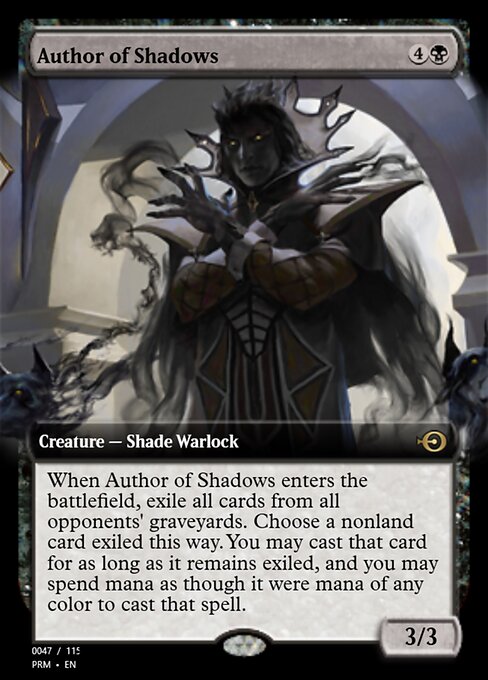 Author of Shadows 4
Creature — Shade Warlock
When Author of Shadows enters the
battlefield, exile all cards from all
opponents' graveyards. Choose a nonland
card exiled this way. You may cast that card
for as long as it remains exiled, and you may
spend mana as though it were mana of any
color to cast that spell.
3/3
0047 / 115
PRM • EN